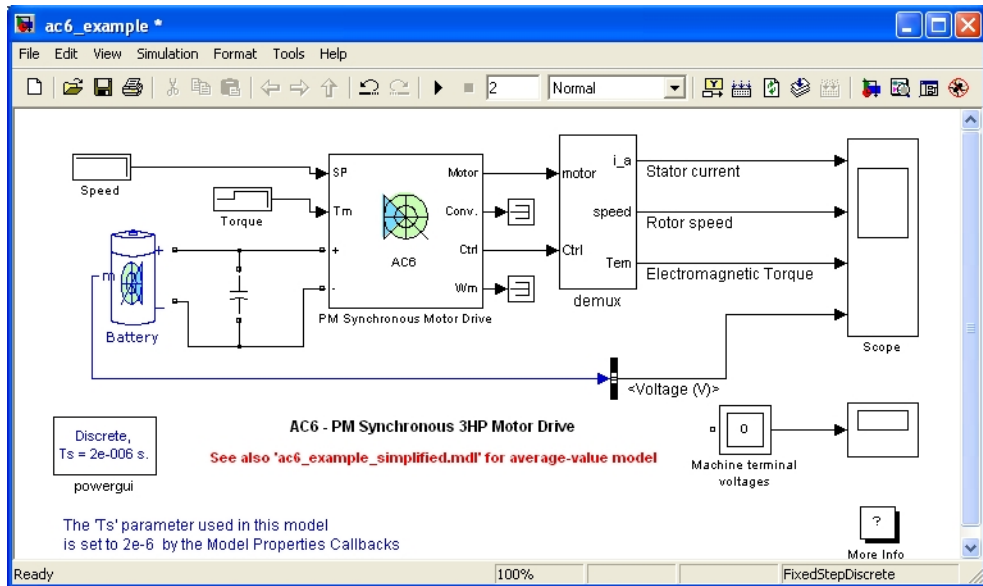 ac6_example *
File Edit View Simulation Format Tools Help
2 Normal
Speed
Torque
SP
Tm
+
-
Motor
Conv.
Ctrl
Wm
AC6
PM Synchronous Motor Drive
motor
Ctrl
i_a
speed
Tem
demux
Stator current
Rotor speed
Electromagnetic Torque
Scope
m
+
–
Battery
<Voltage (V)>
Discrete,
Ts = 2e-006 s.
powergui
AC6 - PM Synchronous 3HP Motor Drive
See also 'ac6_example_simplified.mdl' for average-value model
0
Machine terminal
voltages
The 'Ts' parameter used in this model
is set to 2e-6 by the Model Properties Callbacks
?
More Info
Ready 100% FixedStepDiscrete